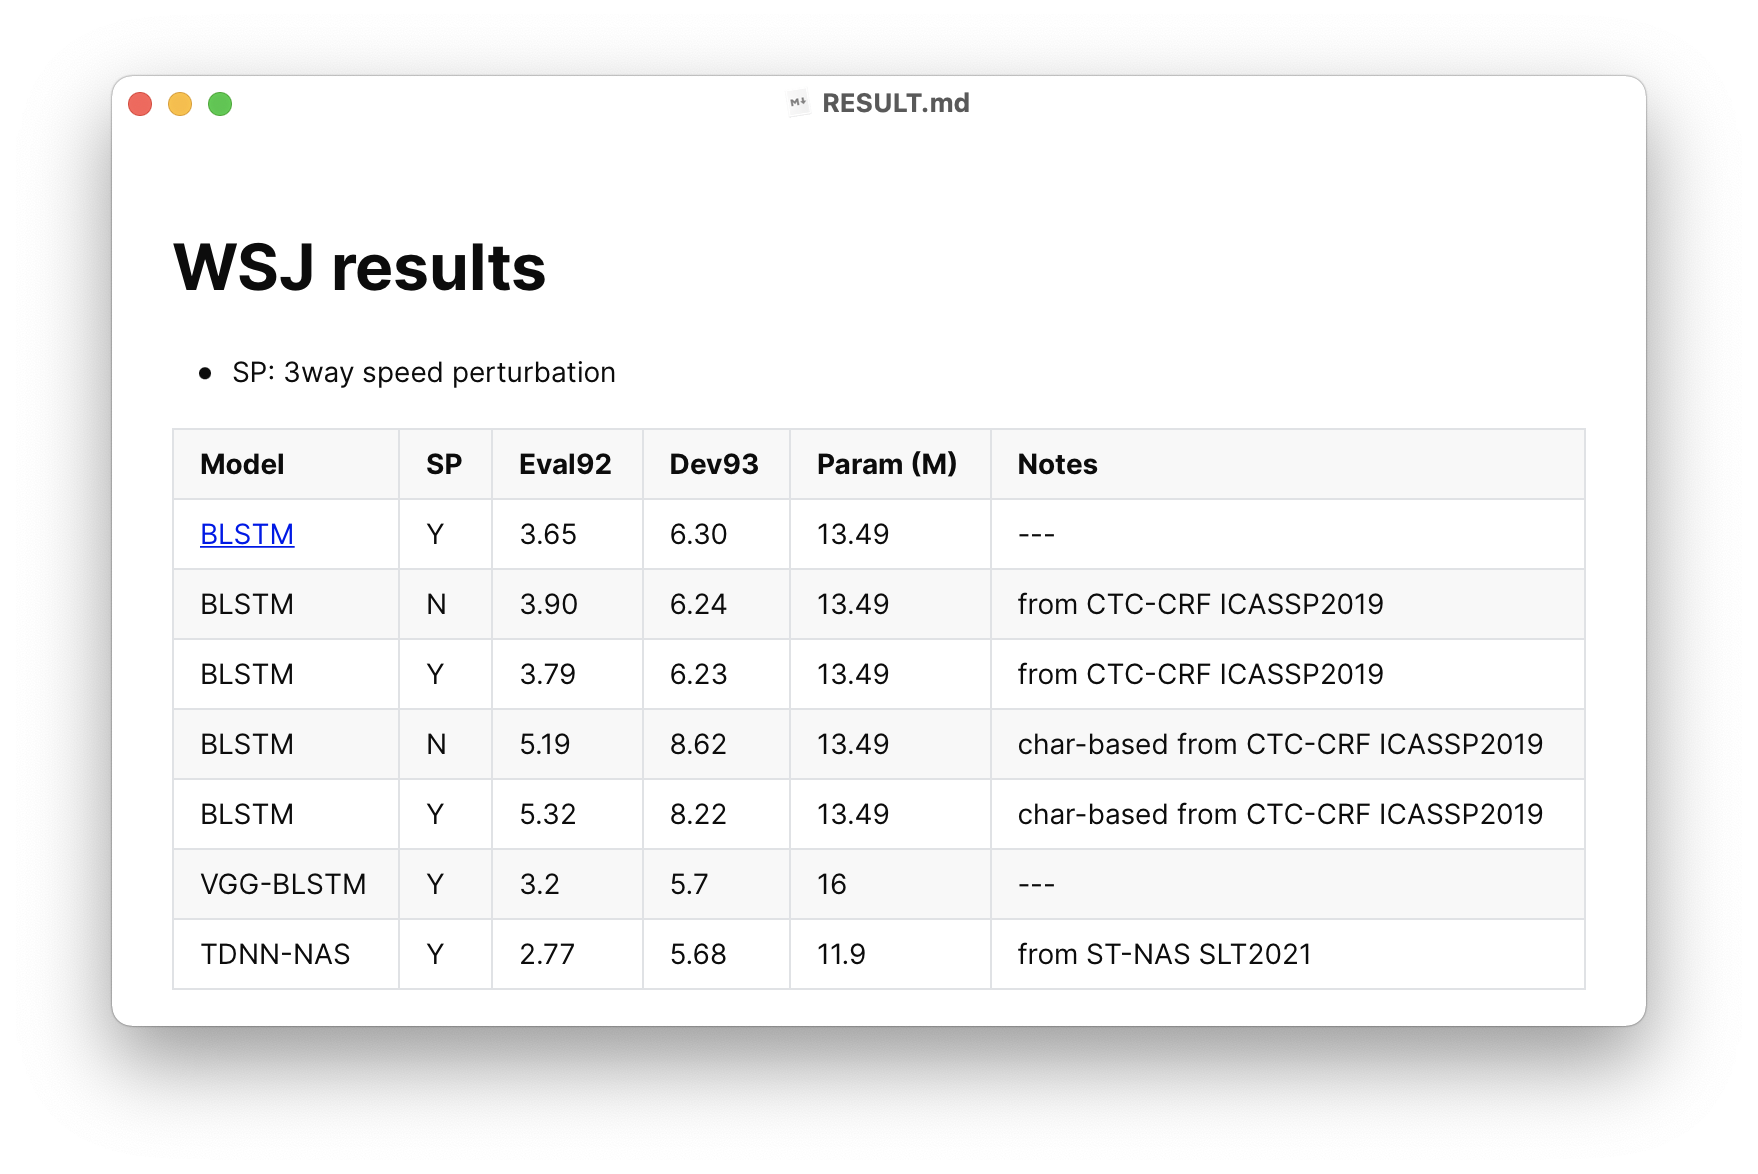 RESULT.md
WSJ results
• SP: 3way speed perturbation
Model SP Eval92 Dev93 Param (M) Notes
BLSTM Y 3.65 6.30 13.49 ---
BLSTM N 3.90 6.24 13.49 from CTC-CRF ICASSP2019
BLSTM Y 3.79 6.23 13.49 from CTC-CRF ICASSP2019
BLSTM N 5.19 8.62 13.49 char-based from CTC-CRF ICASSP2019
BLSTM Y 5.32 8.22 13.49 char-based from CTC-CRF ICASSP2019
VGG-BLSTM Y 3.2 5.7 16 ---
TDNN-NAS Y 2.77 5.68 11.9 from ST-NAS SLT2021